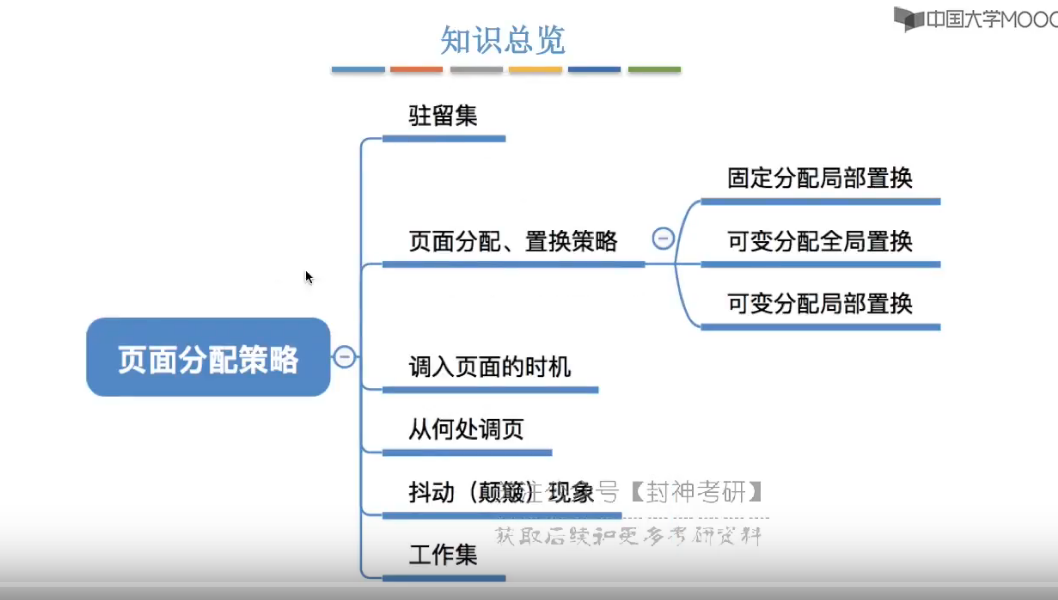 中国大学MOOC
知识总览
驻留集
固定分配局部置换
页面分配、置换策略
可变分配全局置换
可变分配局部置换
页面分配策略
调入页面的时机
从何处调页
抖动（颠簸）现象
号【封神考研】
获取后续和更多考研资料
工作集